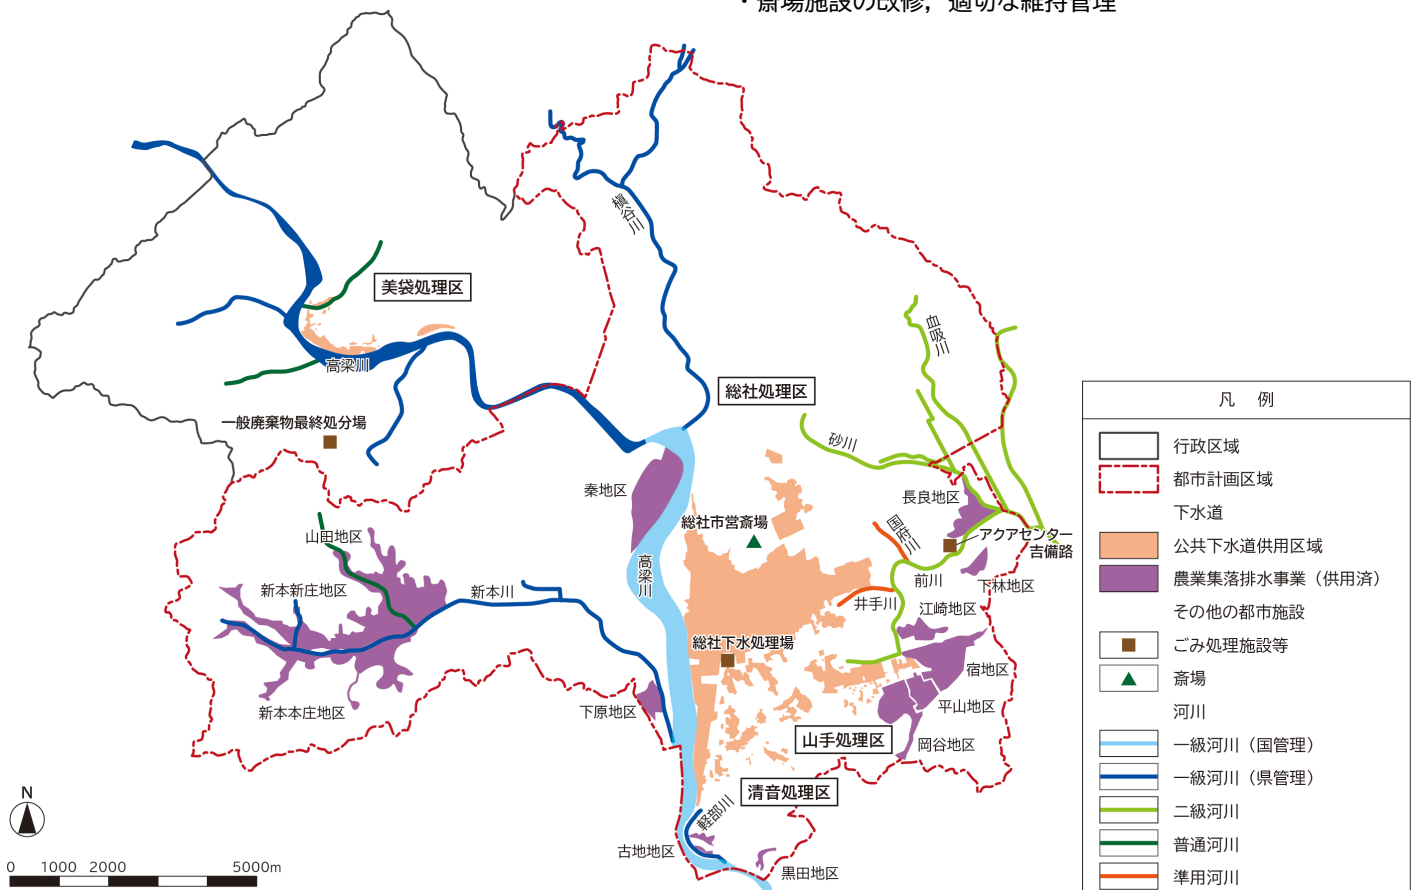 ・斎場施設の改修，適切な維持管理
槇谷川
美袋処理区
血吸川
高梁川
総社処理区
一般廃棄物最終処分場
砂川
秦地区
長良地区
総社市営斎場
国府川
アクアセンター
吉備路
山田地区
高梁川
前川
下林地区
新本新庄地区
新本川
井手川
江崎地区
総社下水処理場
宿地区
新本本庄地区
下原地区
平山地区
山手処理区
岡谷地区
清音処理区
軽部川
古地地区
黒田地区
N
0 1000 2000 5000m
凡 例
行政区域
都市計画区域
下水道
公共下水道供用区域
農業集落排水事業（供用済）
その他の都市施設
ごみ処理施設等
斎場
河川
一級河川（国管理）
一級河川（県管理）
二級河川
普通河川
準用河川